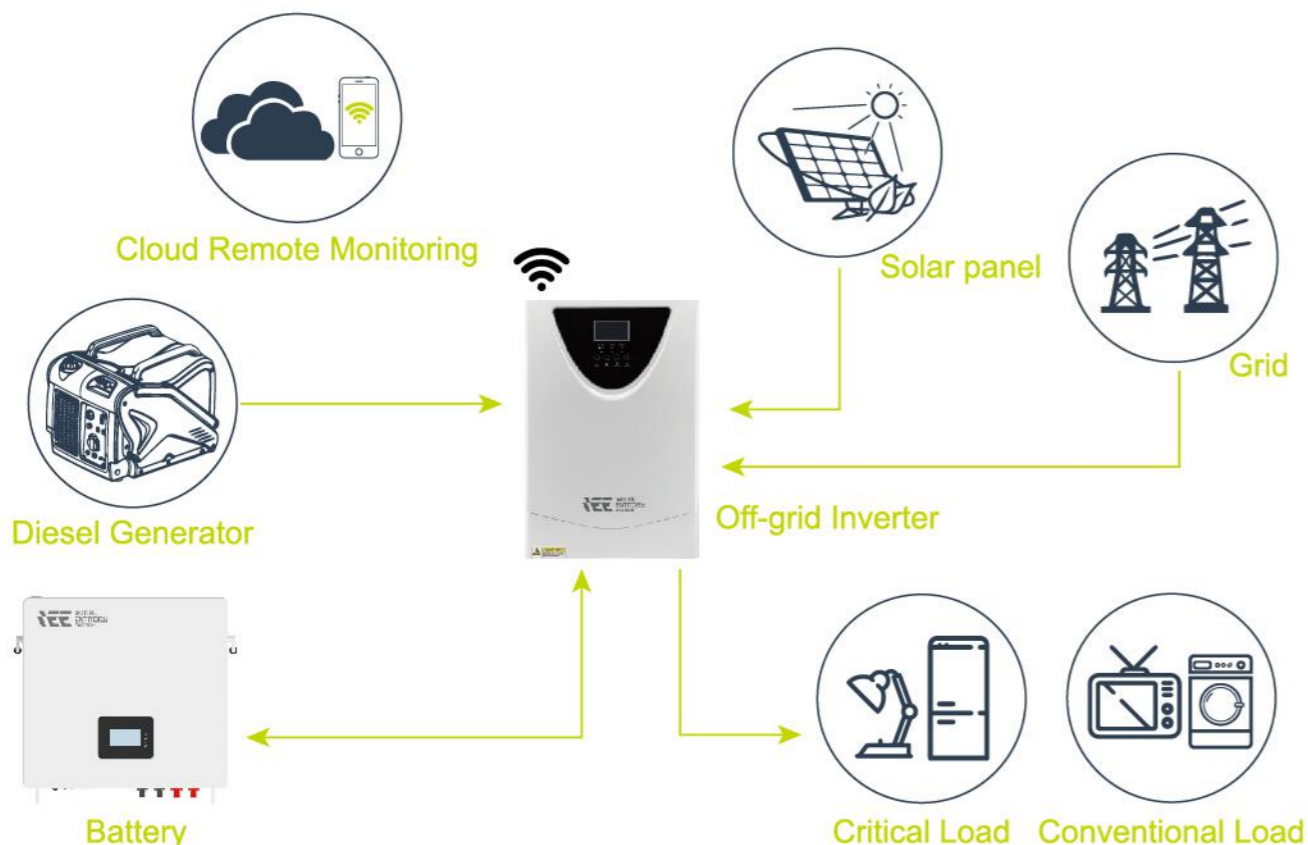 Cloud Remote Monitoring
Solar panel
Grid
Diesel Generator
Off-grid Inverter
Battery
Critical Load
Conventional Load